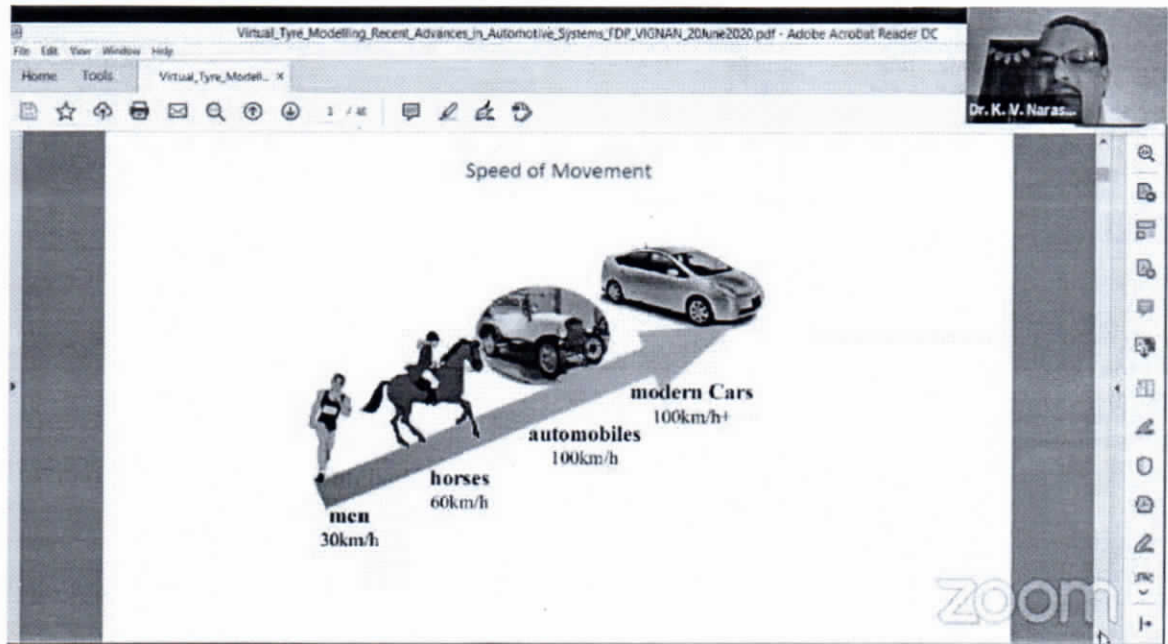 Virtual_Tyre_Modelling_Recent_Advances_in_Automotive_Systems_FDP_VIGNAN_20June2020.pdf - Adobe Acrobat Reader DC
File Edit View Window Help
Home Tools Virtual_Tyre_Modell... ×
1 /
Dr. K. V. Naras...
Speed of Movement
modern Cars
100km/h+
automobiles
100km/h
horses
60km/h
men
30km/h
zoom